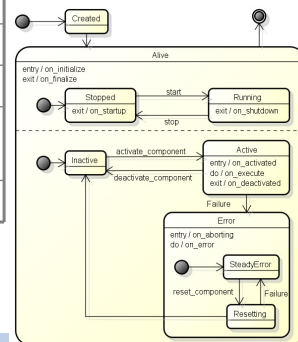 Created
Alive
entry / on_initialize
exit / on_finalize
Stopped
exit / on_startup
start
stop
Running
exit / on_shutdown
Inactive
activate_component
deactivate_component
Active
entry / on_activated
do / on_execute
exit / on_deactivated
Failure
Error
entry / on_aborting
do / on_error
SteadyError
reset_component
Failure
Resetting